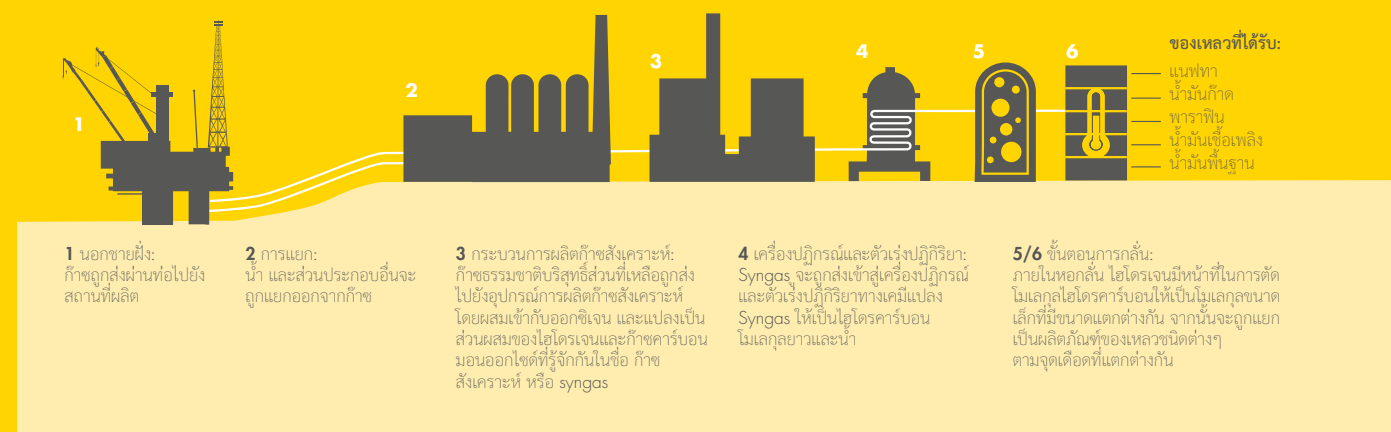 1
2
3
4
5
6
ของเหลวที่ได้รับ:
แนฟทา
น้ำมันก๊าด
พาราฟิน
น้ำมันเชื้อเพลิง
น้ำมันพื้นฐาน
1 นอกชายฝั่ง:
ก๊าซถูกส่งผ่านท่อไปยัง
สถานที่ผลิต
2 การแยก:
น้ำ และส่วนประกอบอื่นจะ
ถูกแยกออกจากก๊าซ
3 กระบวนการผลิตก๊าซสังเคราะห์:
ก๊าซธรรมชาติบริสุทธิ์ส่วนที่เหลือถูกส่ง
ไปยังอุปกรณ์การผลิตก๊าซสังเคราะห์
โดยผสมเข้ากับออกซิเจน และแปลงเป็น
ส่วนผสมของไฮโดรเจนและก๊าซคาร์บอน
มอนออกไซด์ที่รู้จักกันในชื่อ ก๊าซ
สังเคราะห์ หรือ syngas
4 เครื่องปฏิกรณ์และตัวเร่งปฏิกิริยา:
Syngas จะถูกส่งเข้าสู่เครื่องปฏิกรณ์
และตัวเร่งปฏิกิริยาทางเคมีแปลง
Syngas ให้เป็นไฮโดรคาร์บอน
โมเลกุลยาวและน้ำ
5/6 ขั้นตอนการกลั่น:
ภายในหอกลั่น ไฮโดรเจนมีหน้าที่ในการตัด
โมเลกุลไฮโดรคาร์บอนให้เป็นโมเลกุลขนาด
เล็กที่มีขนาดแตกต่างกัน จากนั้นจะถูกแยก
เป็นผลิตภัณฑ์ของเหลวชนิดต่างๆ
ตามจุดเดือดที่แตกต่างกัน